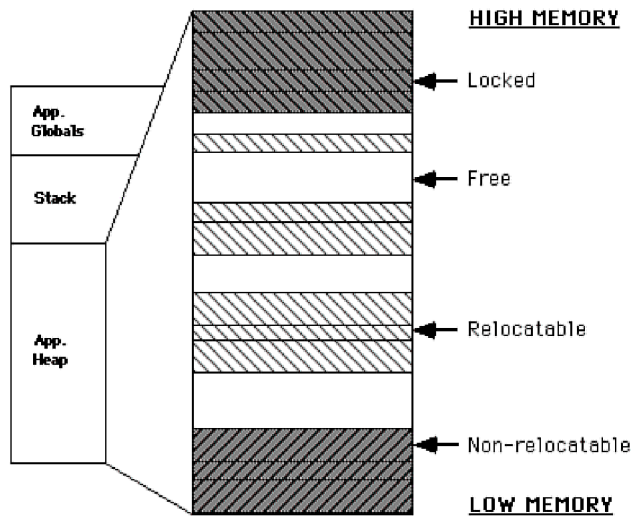 HIGH MEMORY
Locked
App.
Globals
Free
Stack
Relocatable
App.
Heap
Non-relocatable
LOW MEMORY